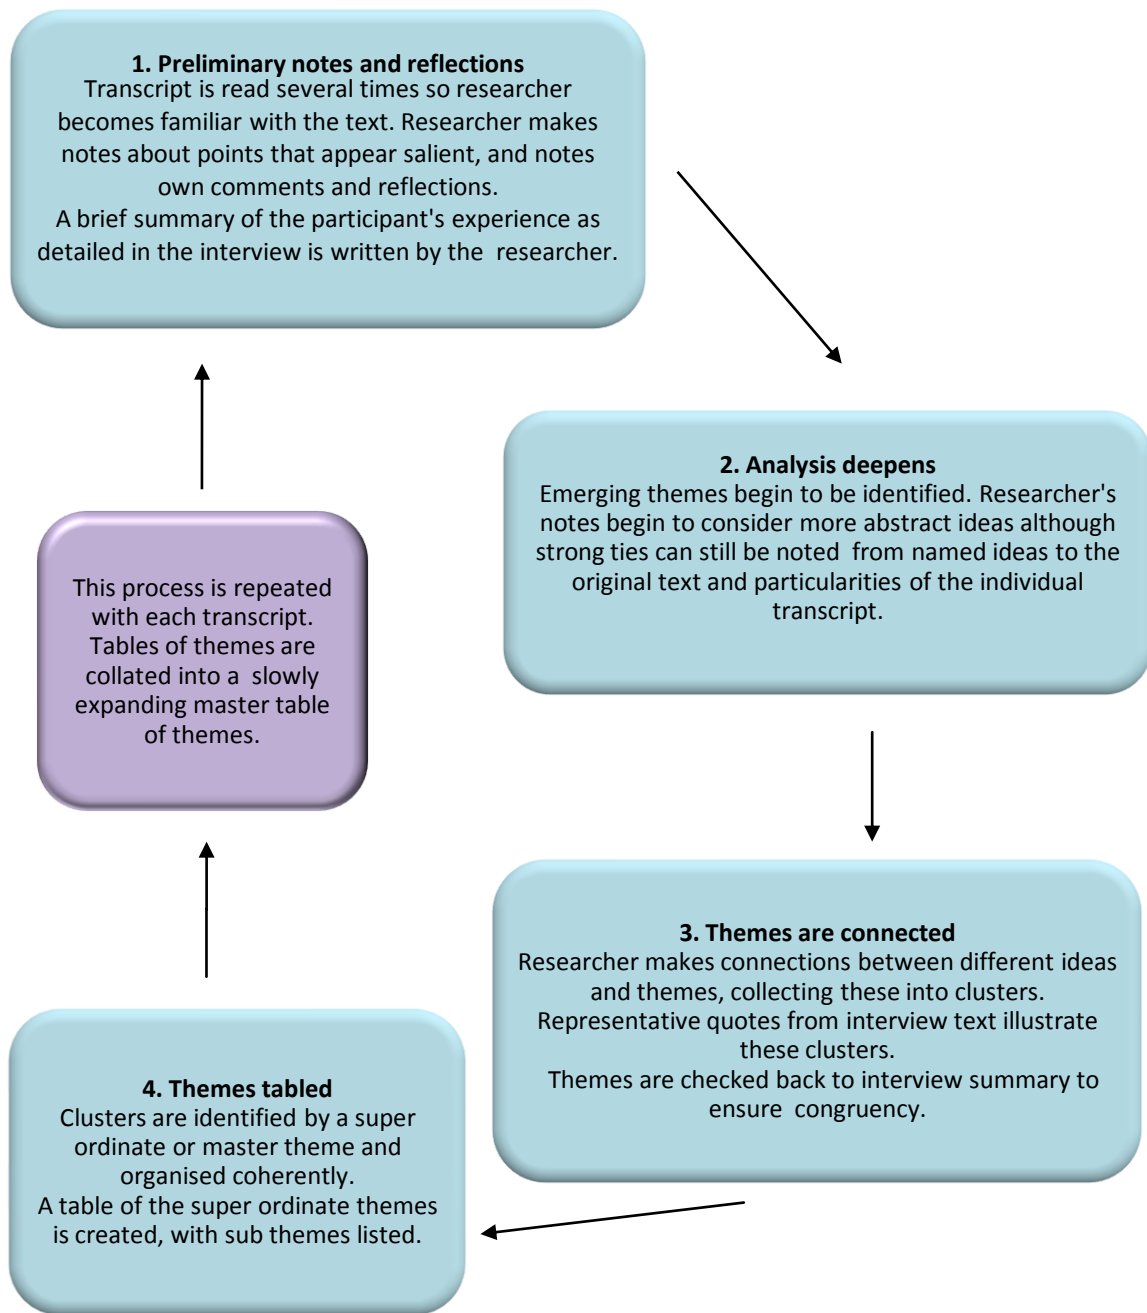 1. Preliminary notes and reflections
Transcript is read several times so researcher
becomes familiar with the text. Researcher makes
notes about points that appear salient, and notes
own comments and reflections.
A brief summary of the participant's experience as
detailed in the interview is written by the researcher.
2. Analysis deepens
Emerging themes begin to be identified. Researcher's
notes begin to consider more abstract ideas although
strong ties can still be noted from named ideas to the
original text and particularities of the individual
transcript.
3. Themes are connected
Researcher makes connections between different ideas
and themes, collecting these into clusters.
Representative quotes from interview text illustrate
these clusters.
Themes are checked back to interview summary to
ensure congruency.
4. Themes tabled
Clusters are identified by a super
ordinate or master theme and
organised coherently.
A table of the super ordinate themes
is created, with sub themes listed.
This process is repeated
with each transcript.
Tables of themes are
collated into a slowly
expanding master table
of themes.